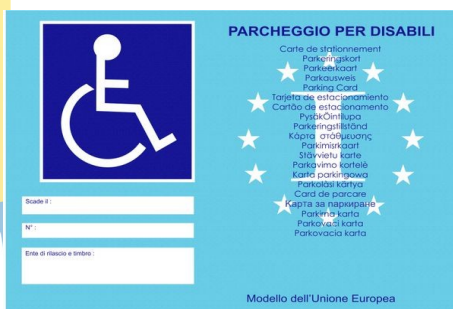 PARCHEGGIO PER DISABILI
Carte de stationnement
Parkeringskort
Parkeerkaart
Parkausweis
Parking Card
Tarjeta de estacionamiento
Cartão de estacionamento
PysäkÖintilupa
Parkeringstillständ
Κάρτα στάθμευσης
Parkimiskaart
Stāvvietu karte
Parkavimo kortelė
Karta parkingowa
Parkolási kártya
Card de parcare
Карта за паркиране
Parkirna karta
Parkovací karta
Parkovacia karta
I
Scade il :
N° :
Ente di rilascio e timbro :
Modello dell'Unione Europea